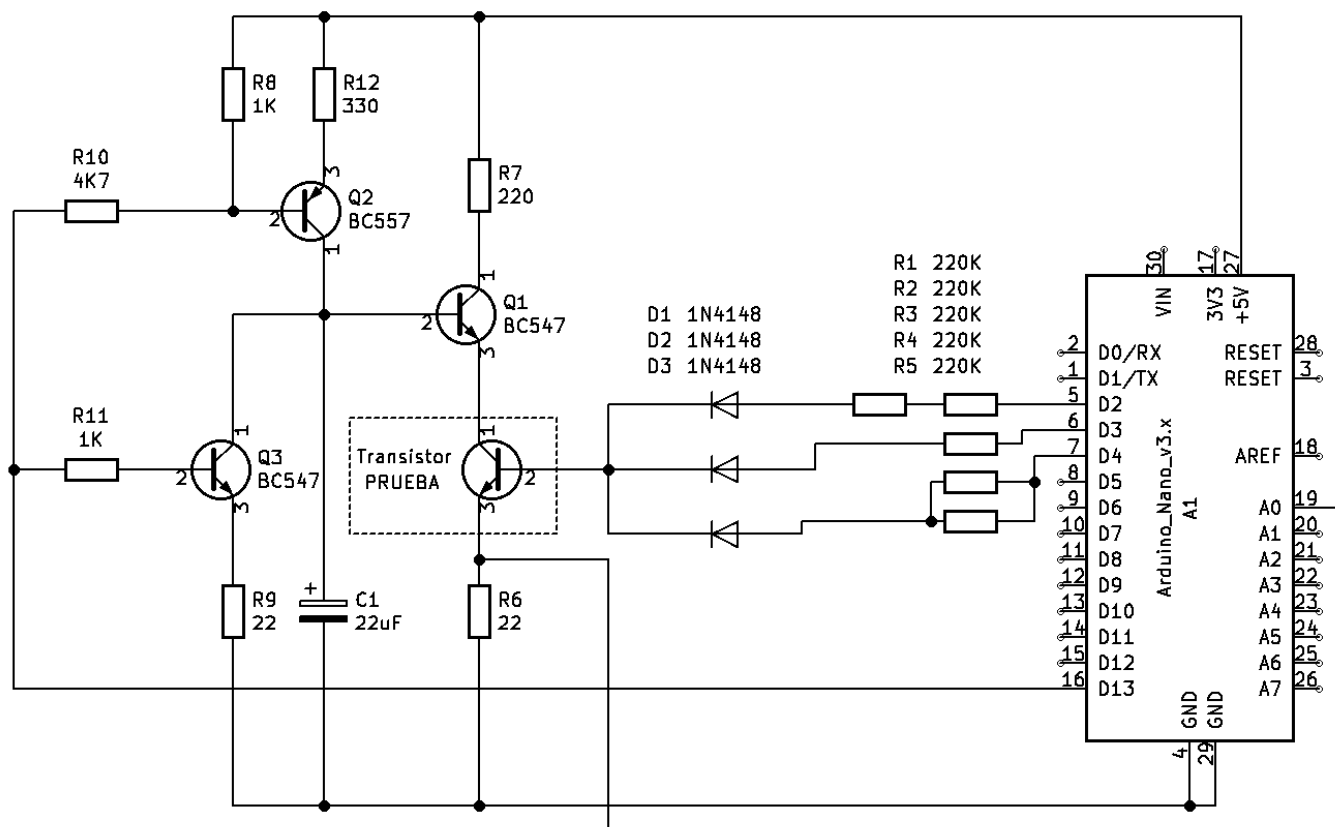 R8
1K
R12
330
R10
4K7
3
Q2
BC557
2
1
R7
220
1
Q1
BC547
2
3
R11
1K
1
Q3
BC547
2
3
Transistor
PRUEBA
1
2
3
R9
22
+
C1
22uF
R6
22
D1 1N4148
D2 1N4148
D3 1N4148
R1 220K
R2 220K
R3 220K
R4 220K
R5 220K
30
17
27
VIN
3V3
+5V
2 D0/RX
1 D1/TX
5 D2
6 D3
7 D4
8 D5
9 D6
10 D7
11 D8
12 D9
13 D10
14 D11
15 D12
16 D13
Arduino_Nano_v3.x
A1
RESET 28
RESET 3
AREF 18
A0 19
A1 20
A2 21
A3 22
A4 23
A5 24
A6 25
A7 26
GND
GND
4
29